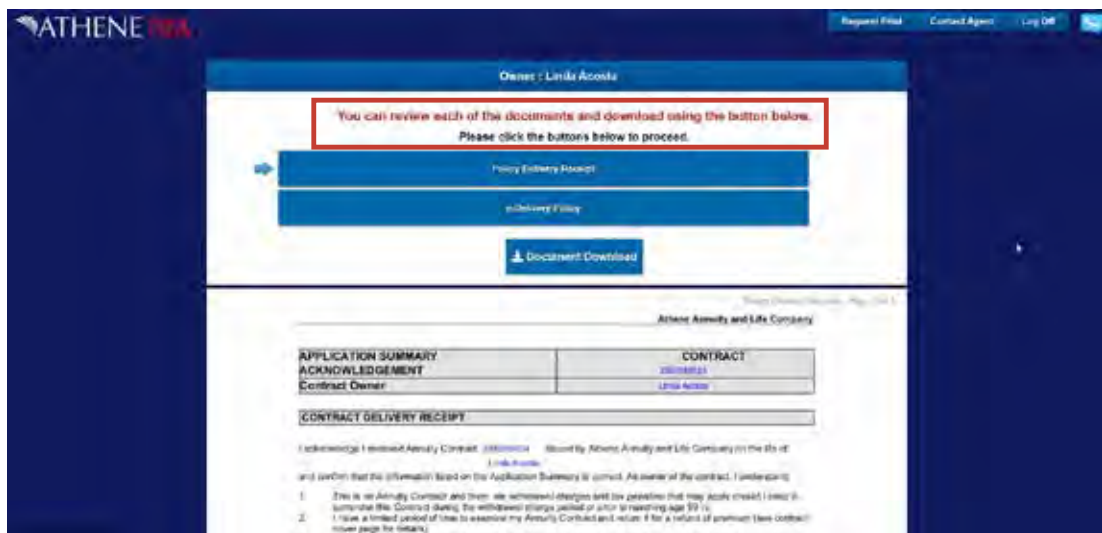 ATHENE
Request Print Contact Agent Log Off
Owner : Linda Acosta
You can review each of the documents and download using the button below.
Please click the buttons below to proceed.
Policy Delivery Receipt
e-Delivery Policy
Document Download
Athene Annuity and Life Company
APPLICATION SUMMARY
ACKNOWLEDGEMENT
CONTRACT
Contract Owner Linda Acosta
CONTRACT DELIVERY RECEIPT
I acknowledge I received Annuity Contract issued by Athene Annuity and Life Company on the life of
Linda Acosta
and confirm that the information listed on the Application Summary is correct. As owner of the contract, I understand:
1. This is an Annuity Contract and there are withdrawal charges and tax penalties that may apply should I elect to
surrender this Contract during the withdrawal charge period or prior to reaching age 59 ½.
2. I have a limited period of time to examine my Annuity Contract and return it for a refund of premium (see contract
cover page for details).